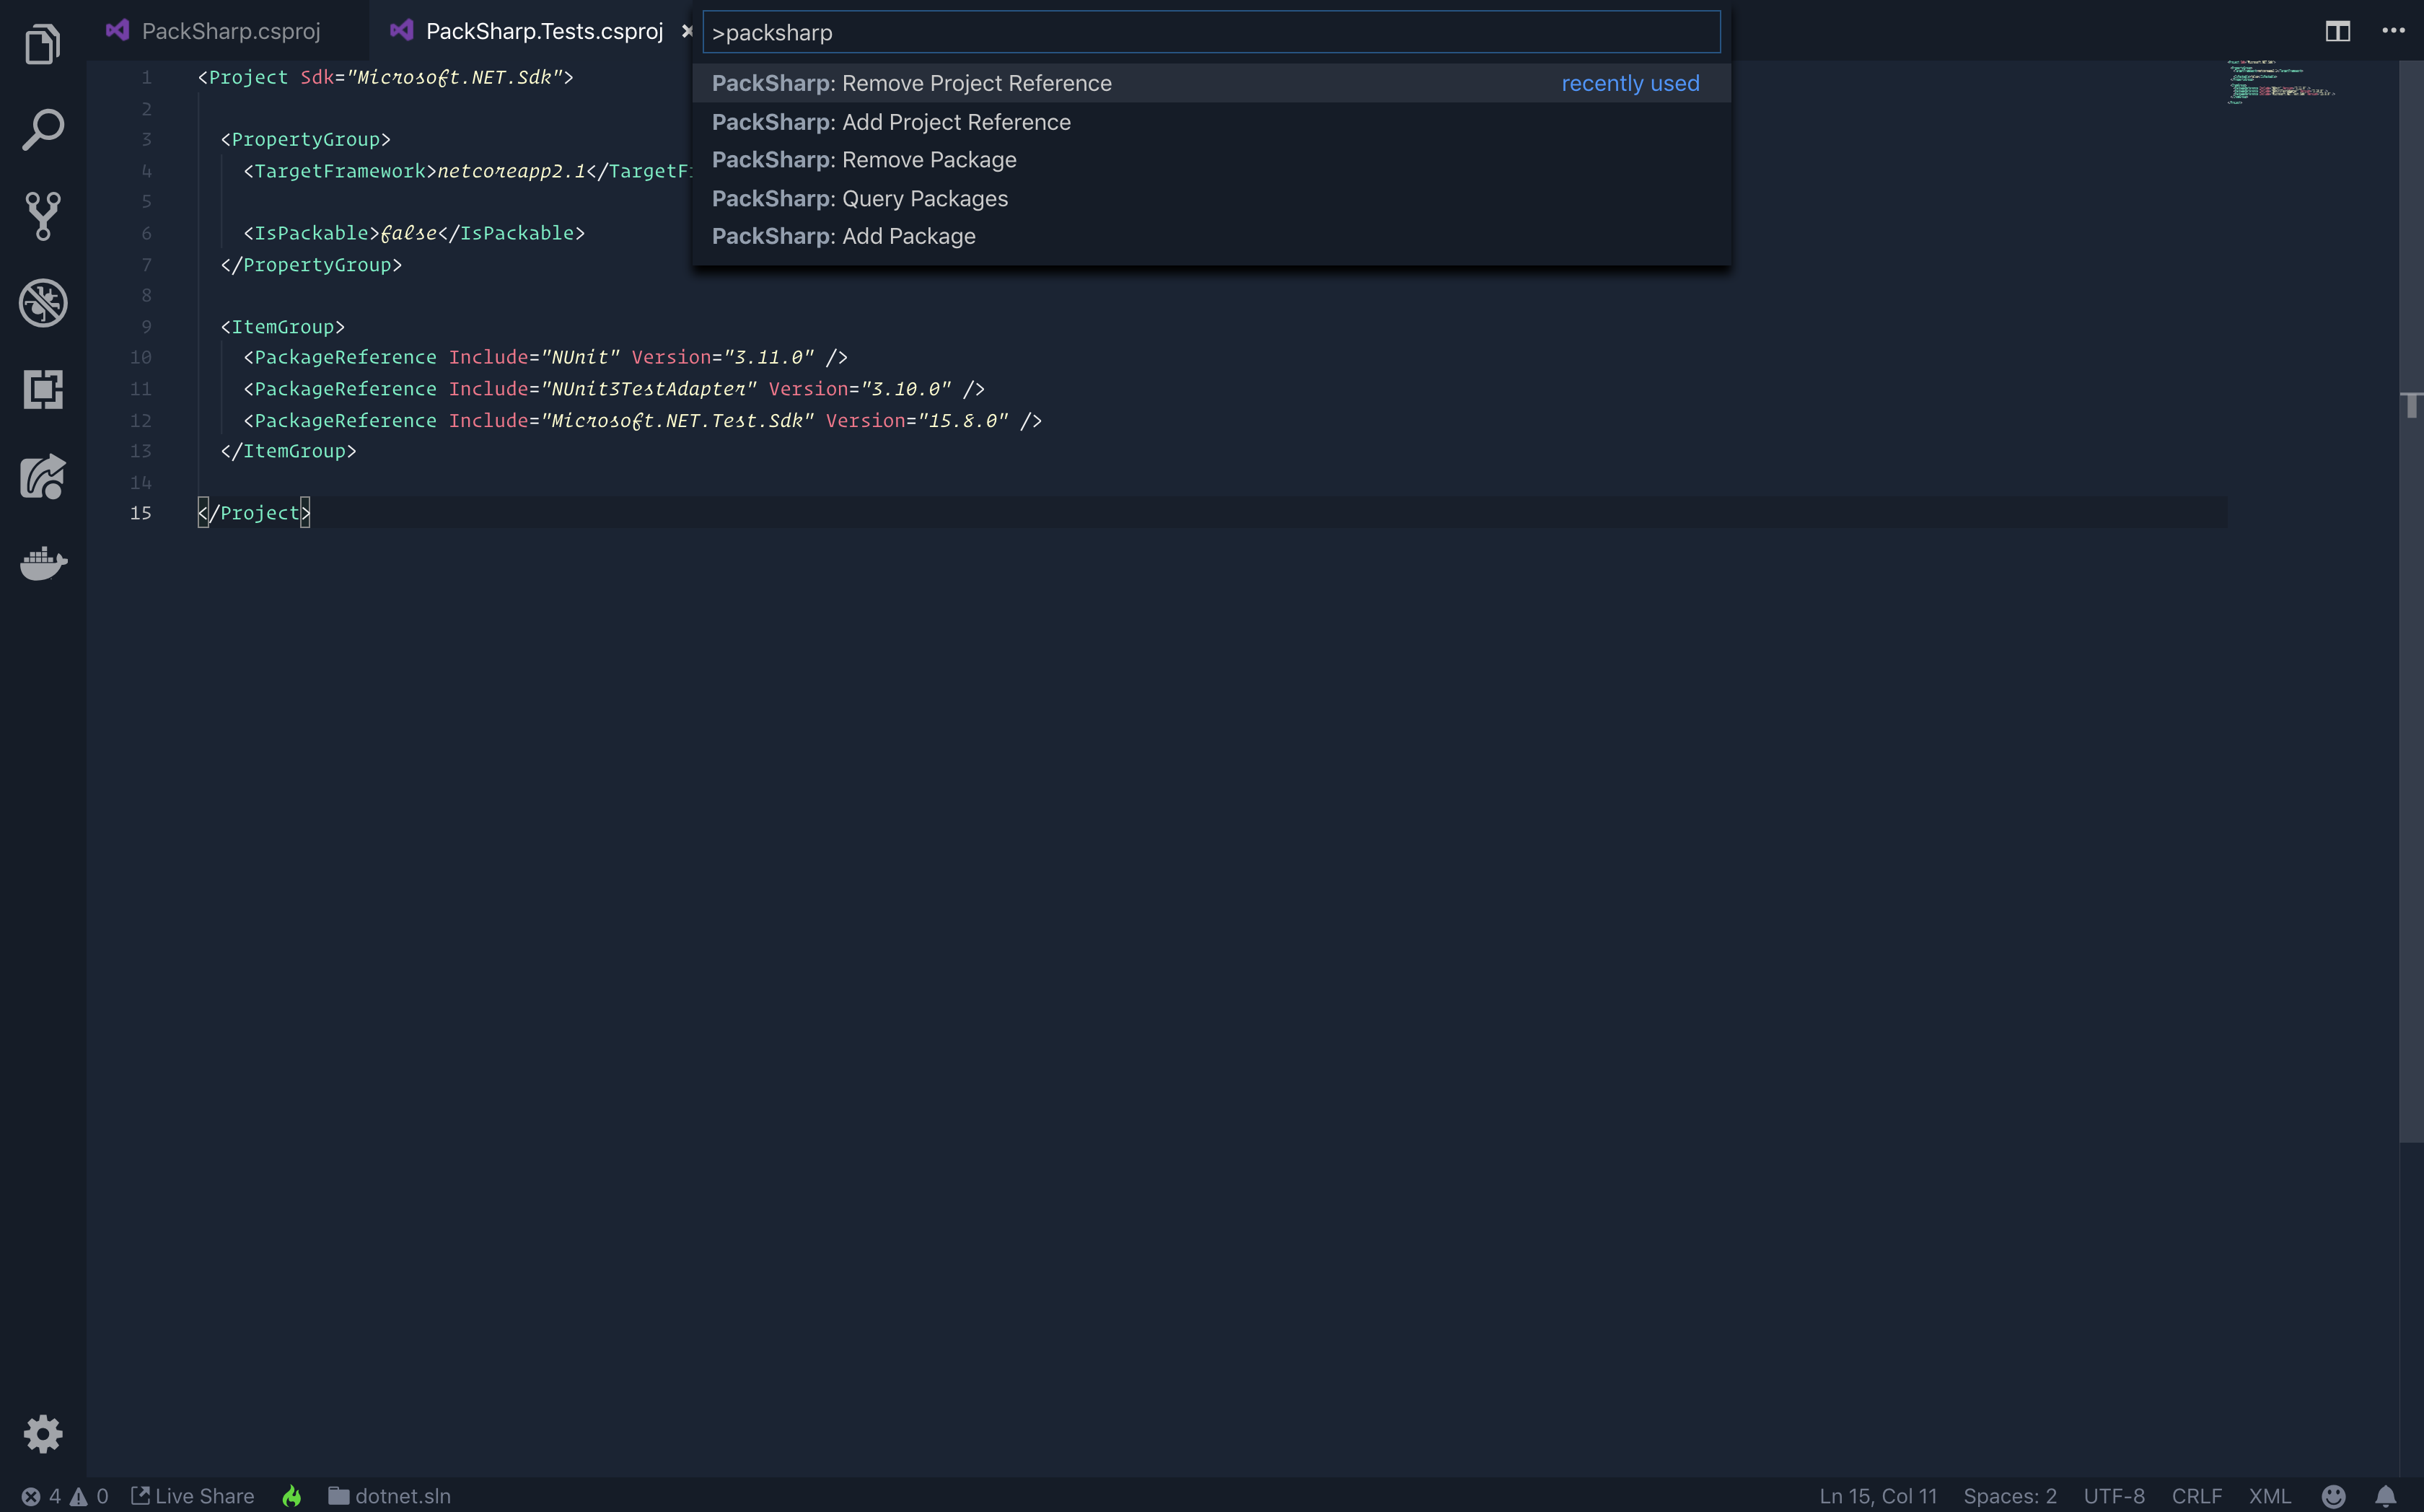 PackSharp.csproj
PackSharp.Tests.csproj
>packsharp
PackSharp: Remove Project Reference recently used
PackSharp: Add Project Reference
PackSharp: Remove Package
PackSharp: Query Packages
PackSharp: Add Package
1 <Project Sdk="Microsoft.NET.Sdk">
2
3 <PropertyGroup>
4 <TargetFramework>netcoreapp2.1</TargetF
5
6 <IsPackable>false</IsPackable>
7 </PropertyGroup>
8
9 <ItemGroup>
10 <PackageReference Include="NUnit" Version="3.11.0" />
11 <PackageReference Include="NUnit3TestAdapter" Version="3.10.0" />
12 <PackageReference Include="Microsoft.NET.Test.Sdk" Version="15.8.0" />
13 </ItemGroup>
14
15 </Project>
4 0 Live Share dotnet.sln Ln 15, Col 11 Spaces: 2 UTF-8 CRLF XML